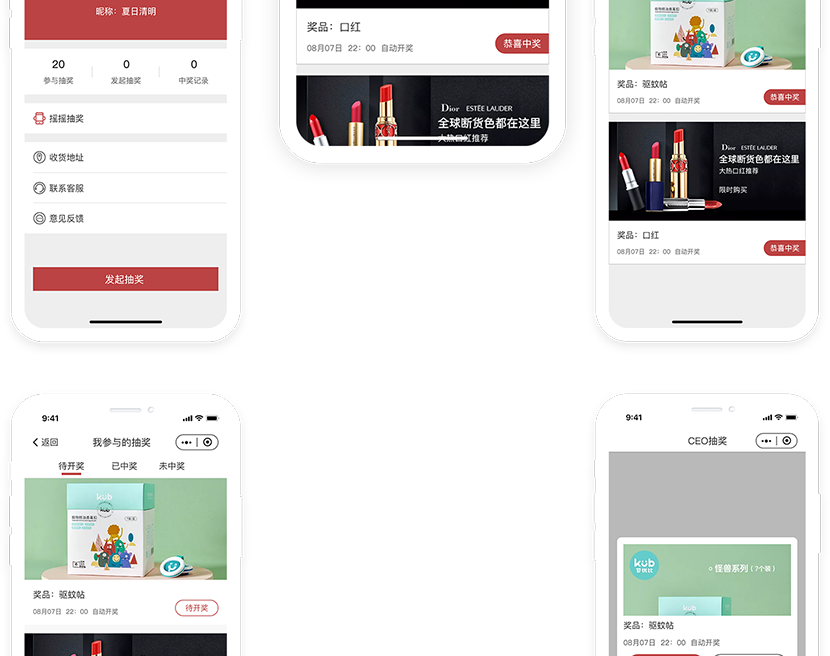 昵称：夏日清明
20
0
0
参与抽奖
发起抽奖
中奖记录
摇摇抽奖
收货地址
联系客服
意见反馈
发起抽奖
奖品：口红
08月07日 22：00 自动开奖
恭喜中奖
Dior ESTĒE LAUDER
全球断货色都在这里
大热口红推荐
奖品：驱蚊帖
08月07日 22：00 自动开奖
恭喜中奖
Dior ESTĒE LAUDER
全球断货色都在这里
大热口红推荐
限时购买
奖品：口红
08月07日 22：00 自动开奖
恭喜中奖
9:41
返回
我参与的抽奖
待开奖
已中奖
未中奖
kub
奖品：驱蚊帖
08月07日 22：00 自动开奖
待开奖
9:41
CEO抽奖
kub
怪兽系列（7个装）
kub
奖品：驱蚊帖
08月07日 22：00 自动开奖